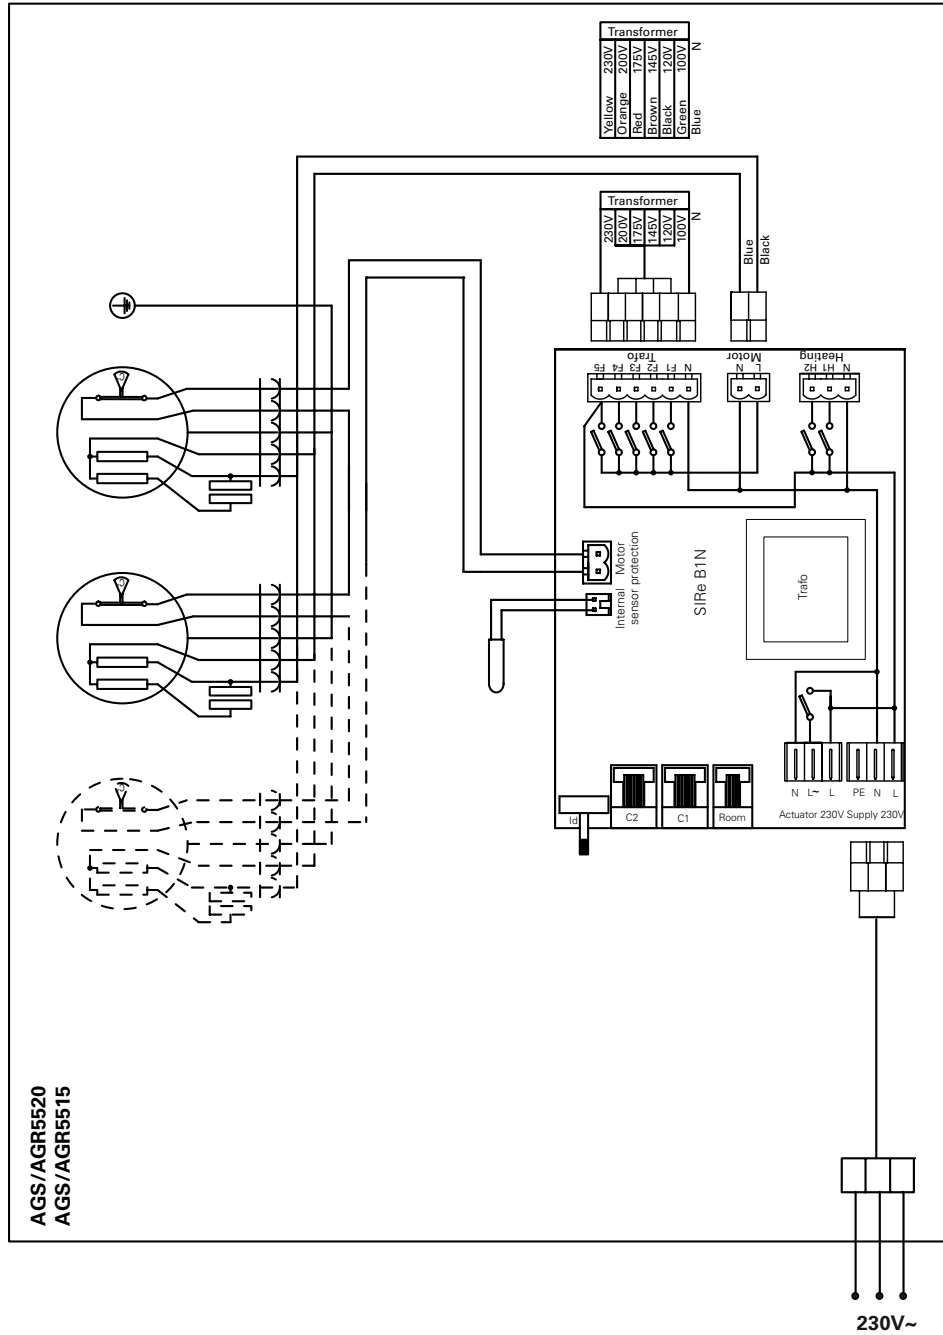 Transformer
Yellow 230V
Orange 200V
Red 175V
Brown 145V
Black 120V
Green 100V
Blue N
Transformer
230V
200V
175V
145V
120V
100V
N
Blue
Black
Trafo
F5
F4
F3
F2
F1
N
Motor
N
L
Heating
H2
H1
N
Motor
protection
Internal
sensor
SIRe B1N
Trafo
N L~ L PE N L
Actuator 230V Supply 230V
Id
C2
C1
Room
C
C
C
AGS/AGR5520
AGS/AGR5515
230V~